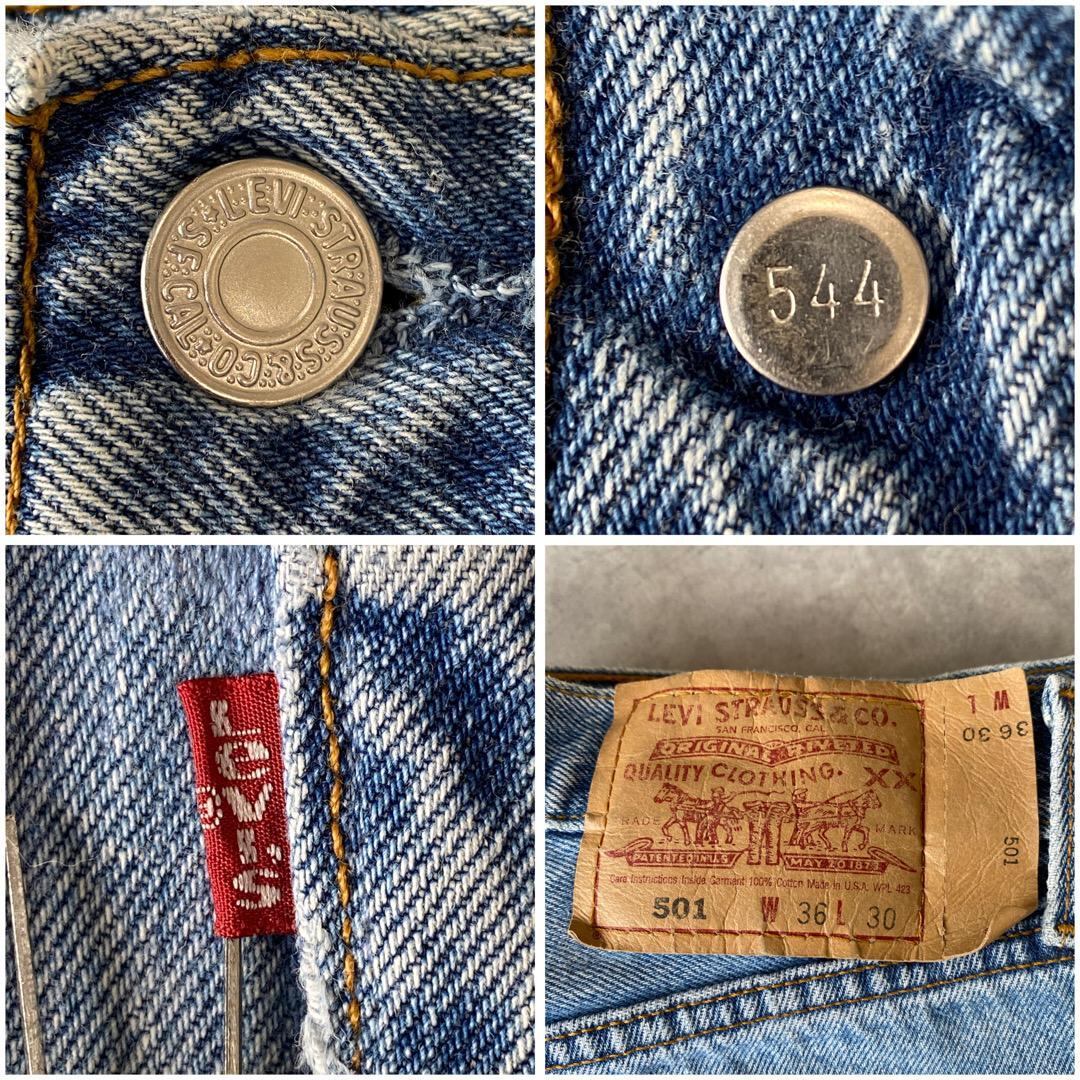 LEVI STRAUSS & CO. S.F. CAL.
544
LEVI'S
®
LEVI STRAUSS & CO.
SAN FRANCISCO, CAL.
ORIGINAL RIVETED
QUALITY CLOTHING. XX
TRADE MARK
PATENTED IN U.S. MAY 20 1873
Care Instructions Inside Garment 100% Cotton Made in U.S.A. WPL 423
501 W 36 L 30
L W
36 30
501